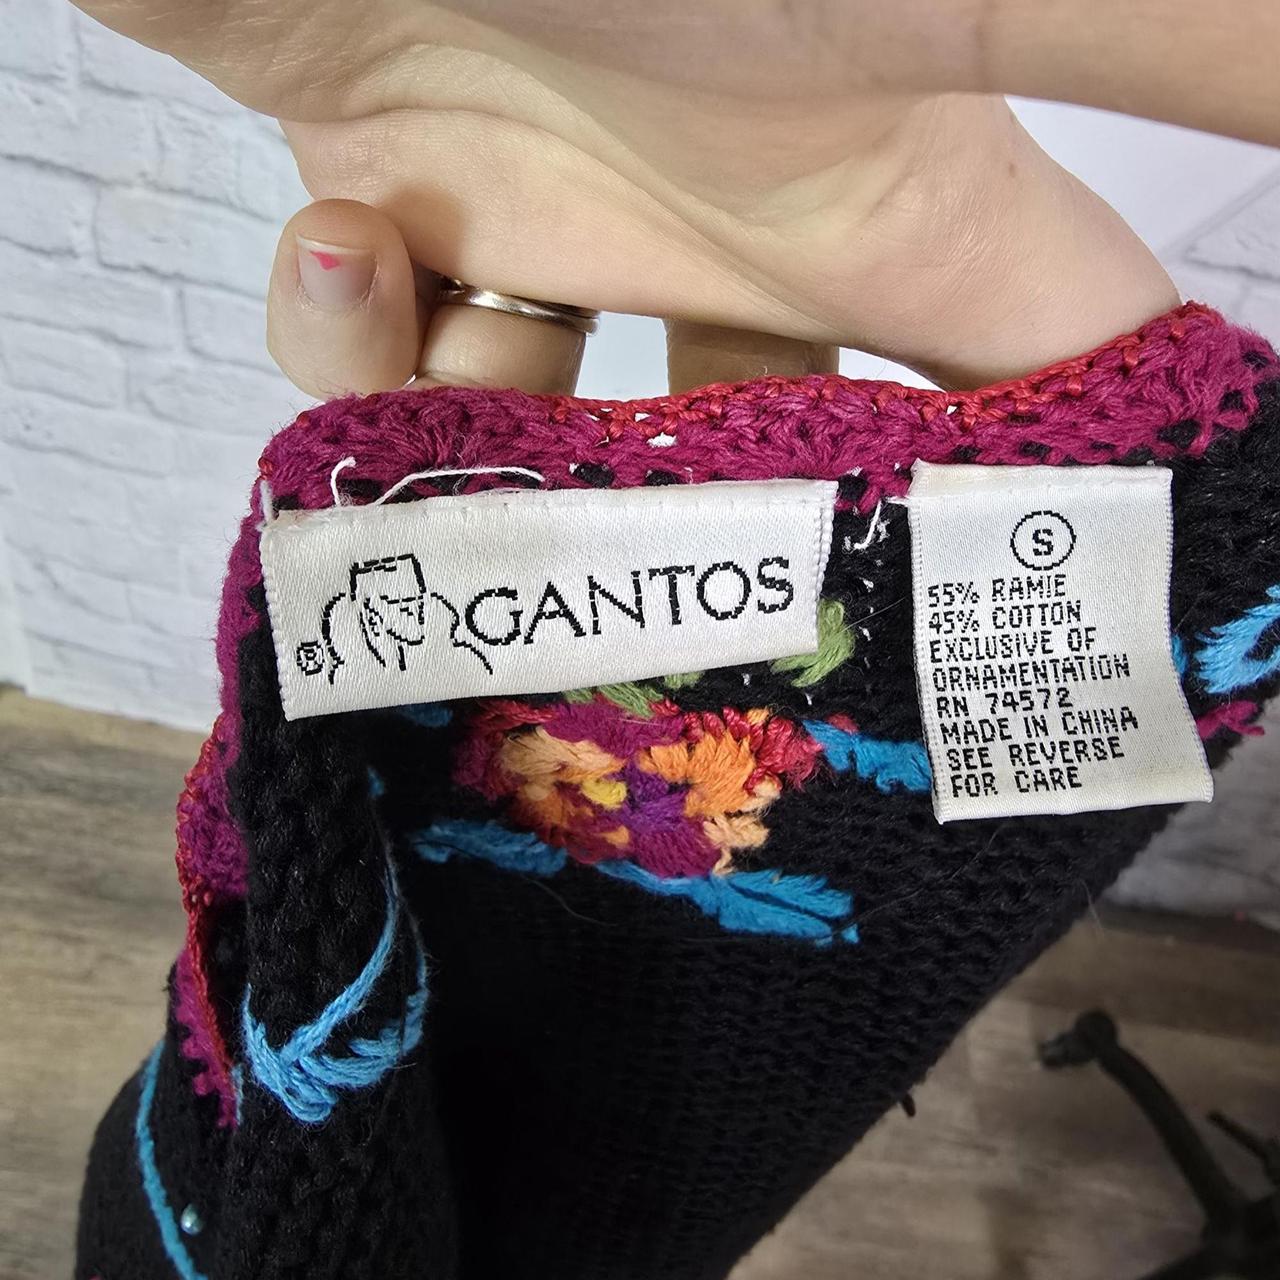 ® GANTOS
S
55% RAMIE
45% COTTON
EXCLUSIVE OF
ORNAMENTATION
RN 74572
MADE IN CHINA
SEE REVERSE
FOR CARE